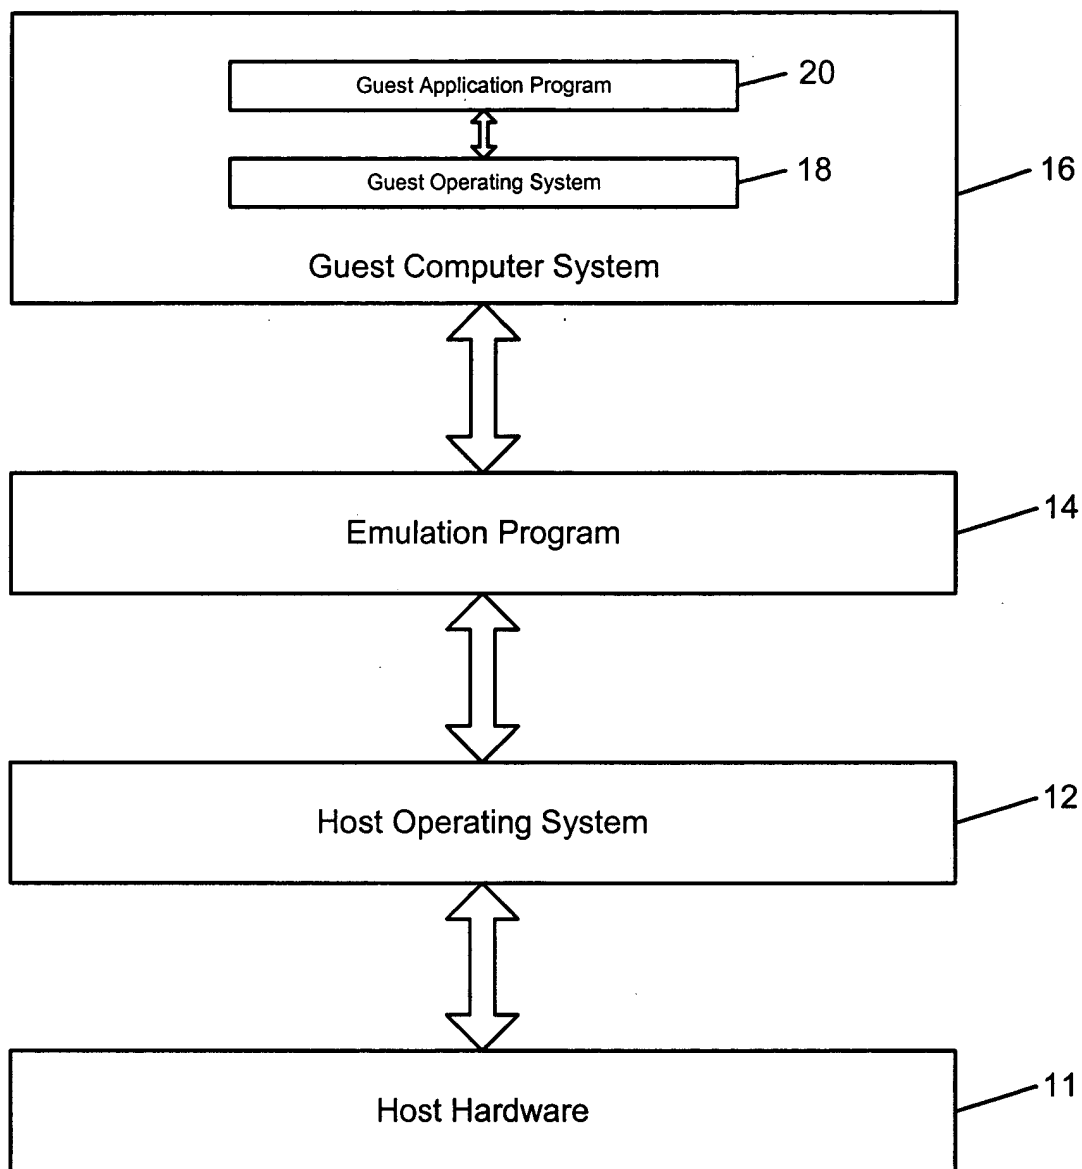 Guest Application Program
20
Guest Operating System
18
16
Guest Computer System
Emulation Program
14
Host Operating System
12
Host Hardware
11